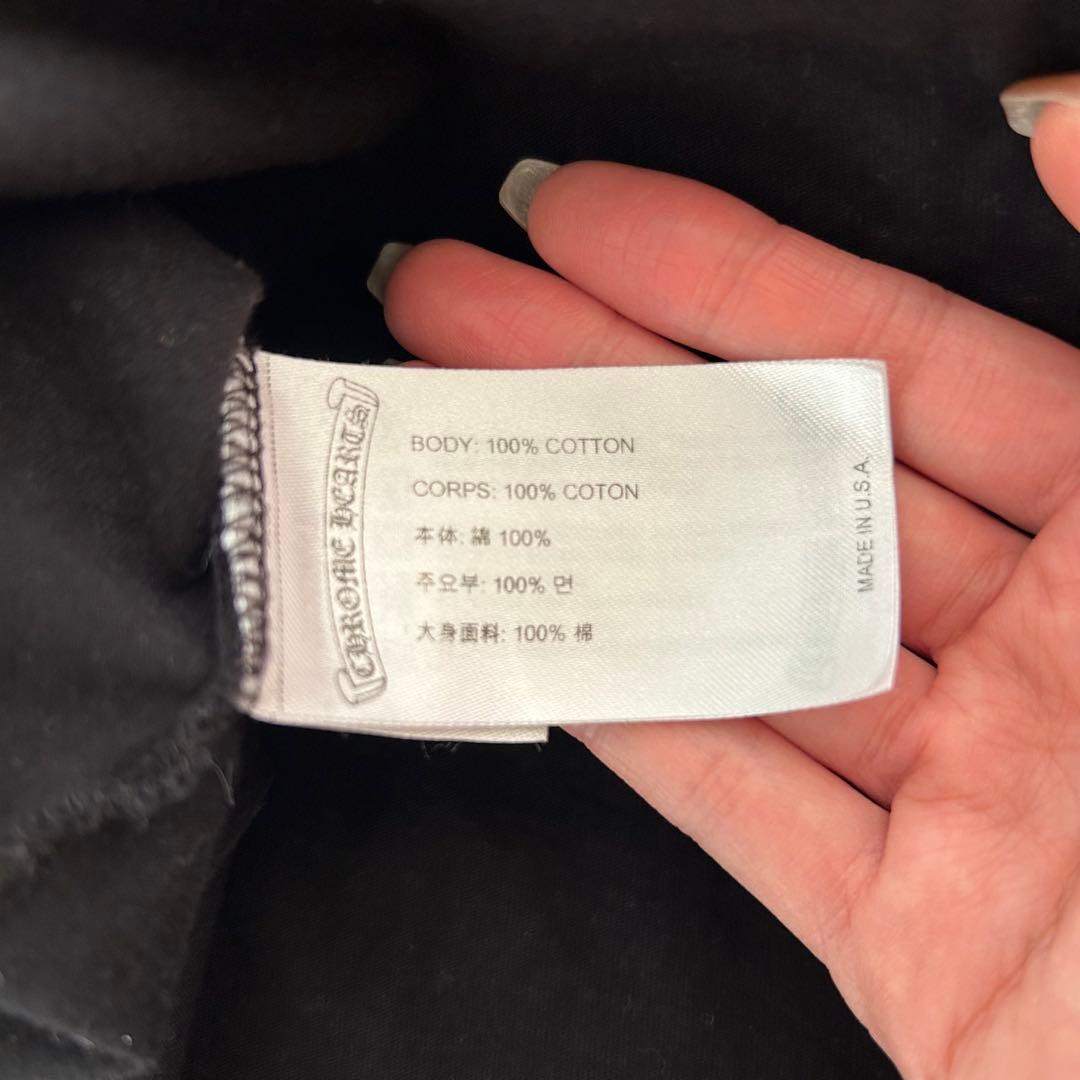 CHROME HEARTS
BODY: 100% COTTON
CORPS: 100% COTON
本体: 綿 100%
주요부: 100% 면
大身面料: 100% 棉
MADE IN U.S.A.